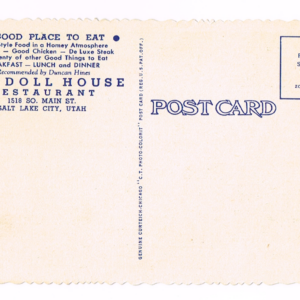 GOOD PLACE TO EAT
Style Food in a Homey Atmosphere
— Good Chicken — De Luxe Steak
plenty of other Good Things to Eat
BREAKFAST — LUNCH and DINNER
Recommended by Duncan Hines
DOLL HOUSE
RESTAURANT
1518 SO. MAIN ST.
SALT LAKE CITY, UTAH
GENUINE CURTEICH-CHICAGO "C.T. PHOTO-COLORIT" POST CARD (REG. U.S. PAT. OFF.)
POST CARD